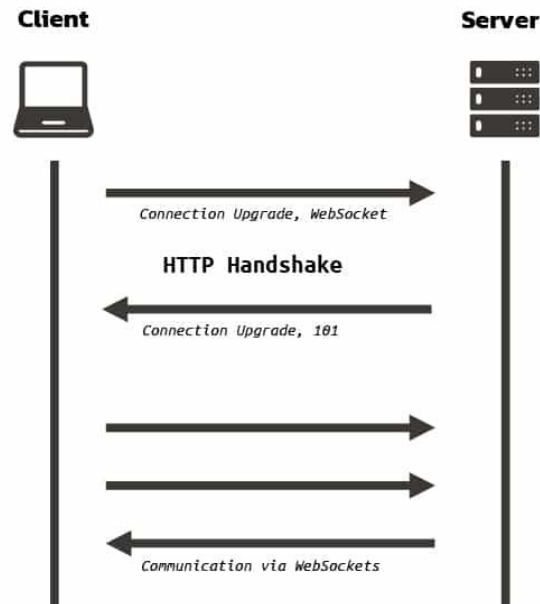 Client
Server
Connection Upgrade, WebSocket
HTTP Handshake
Connection Upgrade, 101
Communication via WebSockets